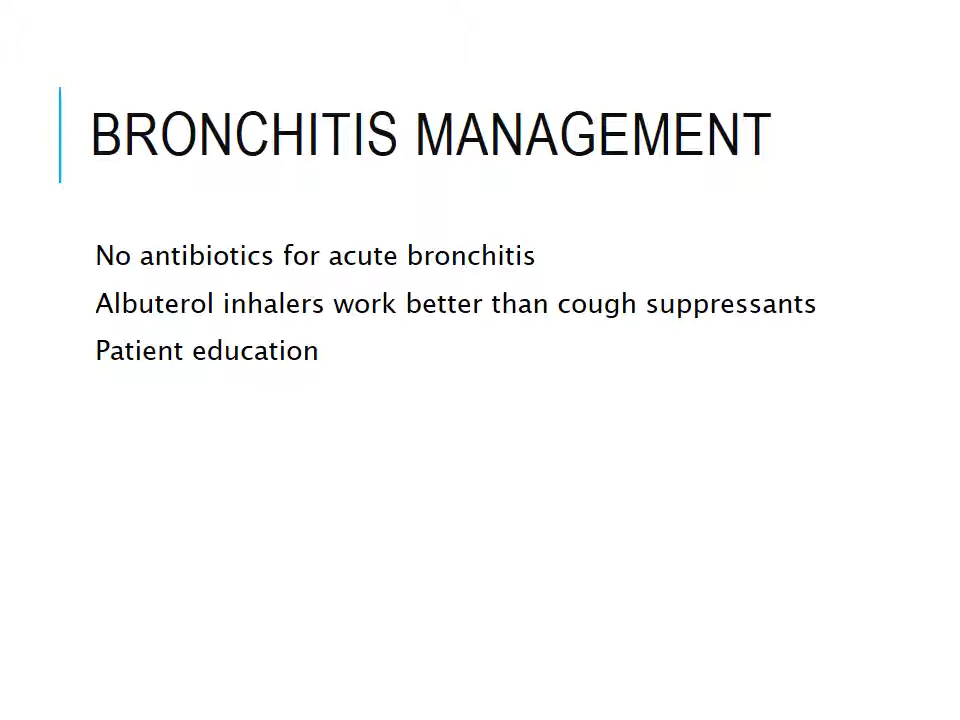 BRONCHITIS MANAGEMENT
No antibiotics for acute bronchitis
Albuterol inhalers work better than cough suppressants
Patient education